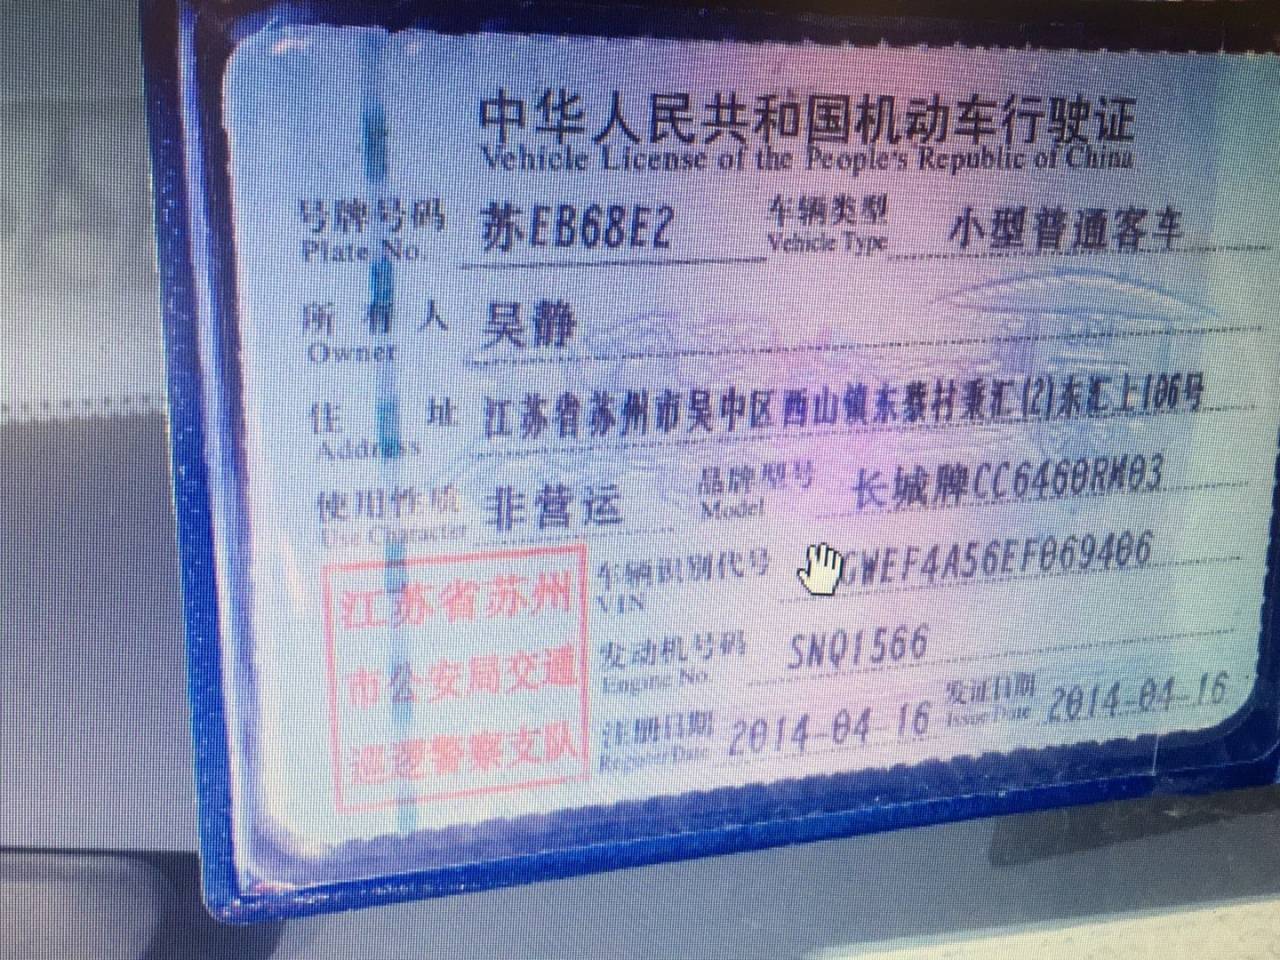 中华人民共和国机动车行驶证
Vehicle License of the People's Republic of China
号牌号码 苏EB68E2 车辆类型 小型普通客车
Plate No. Vehicle Type
所有人 吴静
Owner
住址 江苏省苏州市吴中区西山镇东蔡村秉汇(2)东汇上106号
Address
使用性质 非营运 品牌型号 长城牌CC6460RM03
Use Character Model
车辆识别代号 GWEF4A56EF069406
VIN
发动机号码 SNQ1566
Engine No.
注册日期 2014-04-16 发证日期 2014-04-16
Register Date Issue Date
江苏省苏州
市公安局交通
巡逻警察支队